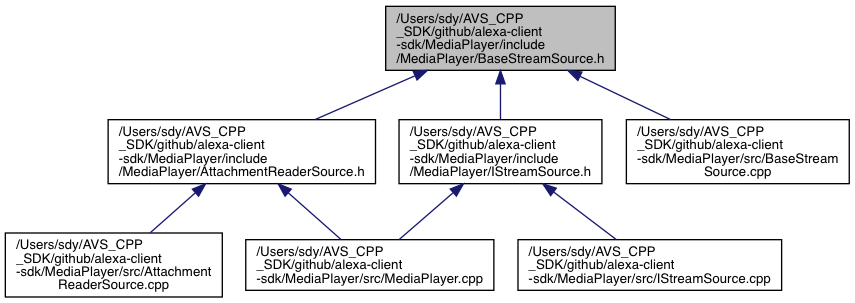 /Users/sdy/AVS_CPP
_SDK/github/alexa-client
-sdk/MediaPlayer/include
/MediaPlayer/BaseStreamSource.h
/Users/sdy/AVS_CPP
_SDK/github/alexa-client
-sdk/MediaPlayer/include
/MediaPlayer/AttachmentReaderSource.h
/Users/sdy/AVS_CPP
_SDK/github/alexa-client
-sdk/MediaPlayer/include
/MediaPlayer/IStreamSource.h
/Users/sdy/AVS_CPP
_SDK/github/alexa-client
-sdk/MediaPlayer/src/BaseStream
Source.cpp
/Users/sdy/AVS_CPP
_SDK/github/alexa-client
-sdk/MediaPlayer/src/Attachment
ReaderSource.cpp
/Users/sdy/AVS_CPP
_SDK/github/alexa-client
-sdk/MediaPlayer/src/MediaPlayer.cpp
/Users/sdy/AVS_CPP
_SDK/github/alexa-client
-sdk/MediaPlayer/src/IStreamSource.cpp